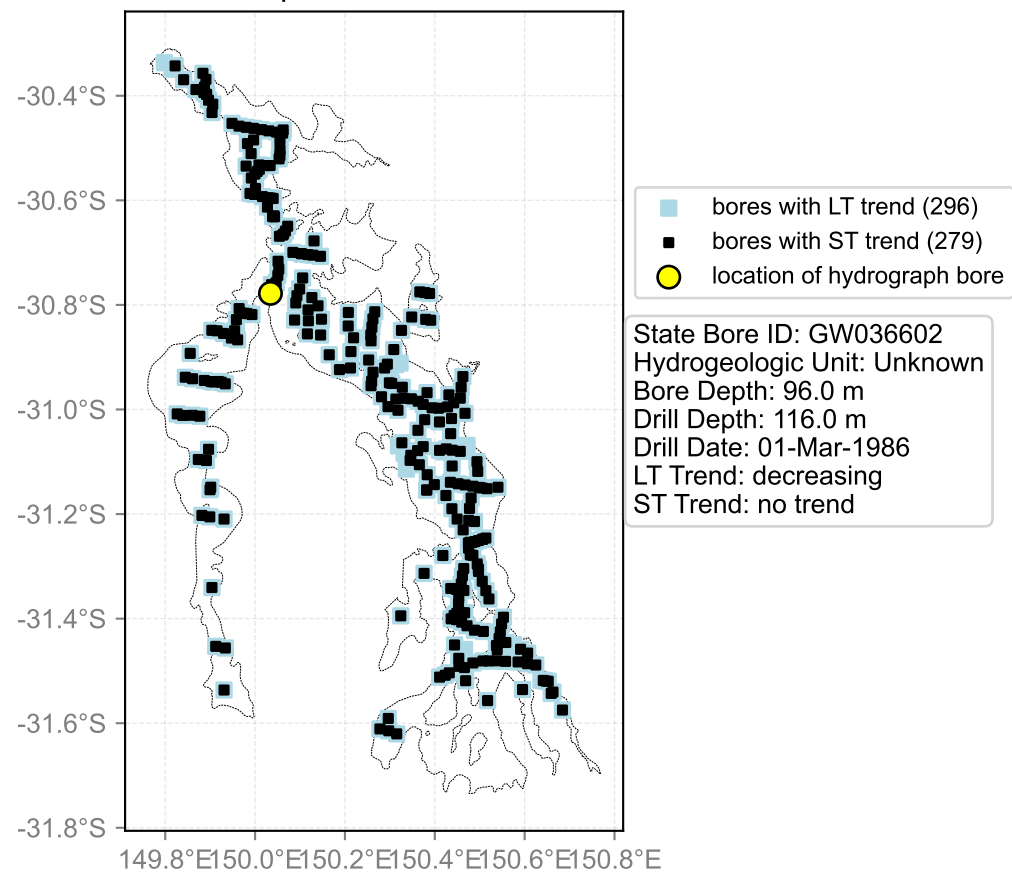 -30.4°S
-30.6°S
-30.8°S
-31.0°S
-31.2°S
-31.4°S
-31.6°S
-31.8°S
149.8°E150.0°E150.2°E150.4°E150.6°E150.8°E
bores with LT trend (296)
bores with ST trend (279)
location of hydrograph bore
State Bore ID: GW036602
Hydrogeologic Unit: Unknown
Bore Depth: 96.0 m
Drill Depth: 116.0 m
Drill Date: 01-Mar-1986
LT Trend: decreasing
ST Trend: no trend